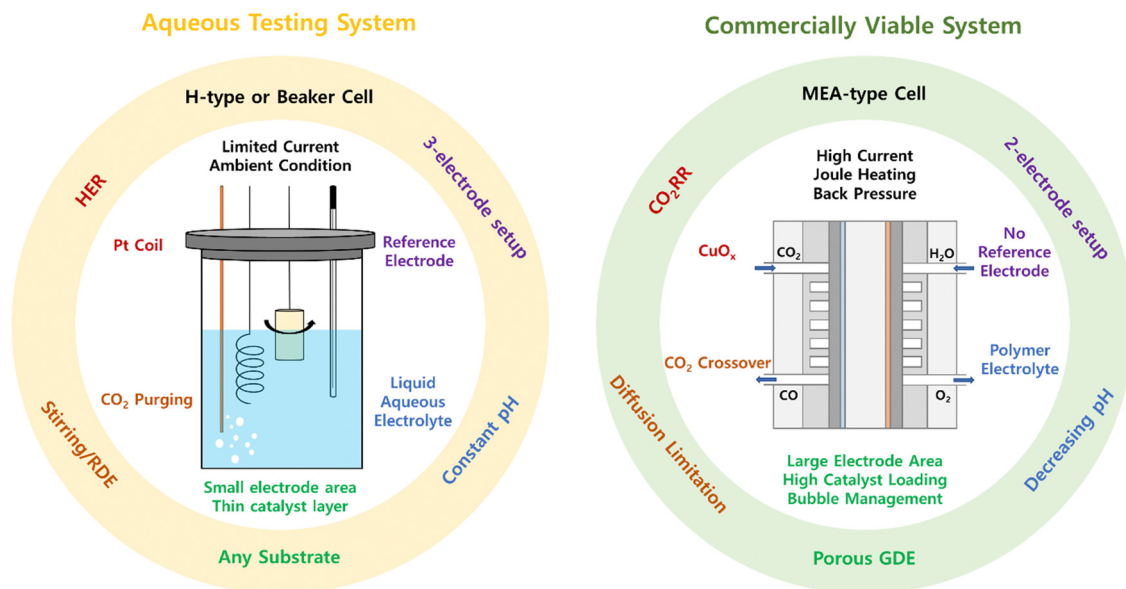 Aqueous Testing System
H-type or Beaker Cell
Limited Current
Ambient Condition
HER
3-electrode setup
Pt Coil
Reference
Electrode
CO₂ Purging
Liquid
Aqueous
Electrolyte
Stirring/RDE
Constant pH
Small electrode area
Thin catalyst layer
Any Substrate
Commercially Viable System
MEA-type Cell
High Current
Joule Heating
Back Pressure
CO₂RR
2-electrode setup
CuOₓ
CO₂
H₂O
No
Reference
Electrode
CO₂ Crossover
CO
O₂
Polymer
Electrolyte
Diffusion Limitation
Decreasing pH
Large Electrode Area
High Catalyst Loading
Bubble Management
Porous GDE